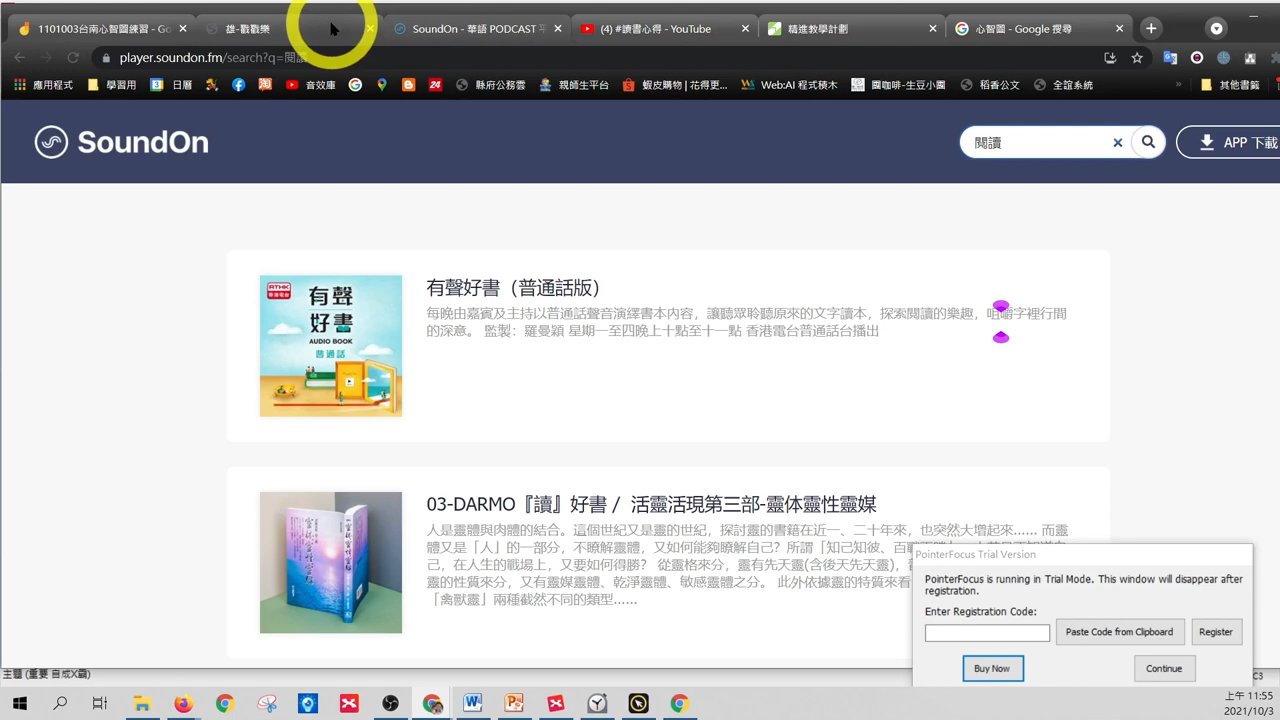 1101003台南心智圖練習 - Go
雄-戳戳樂
SoundOn - 華語 PODCAST 平
(4) #讀書心得 - YouTube
精進教學計劃
心智圖 - Google 搜尋
player.soundon.fm/search?q=閱讀
應用程式
學習用
日曆
音效庫
縣府公務雲
親師生平台
蝦皮購物 | 花得更...
Web:AI 程式積木
團咖啡-生豆小園
稻香公文
全誼系統
»
其他書籤
SoundOn
閱讀
APP 下載
RTHK
香港電台
有聲
好書
AUDIO BOOK
普通話
有聲好書（普通話版）
每晚由嘉賓及主持以普通話聲音演繹書本內容，讓聽眾聆聽原來的文字讀本，探索閱讀的樂趣，咀嚼字裡行間
的深意。 監製：羅曼穎 星期一至四晚上十點至十一點 香港電台普通話台播出
03-DARMO『讀』好書 / 活靈活現第三部-靈体靈性靈媒
人是靈體與肉體的結合。這個世紀又是靈的世紀，探討靈的書籍在近一、二十年來，也突然大增起來…… 而靈
體又是「人」的一部分，不瞭解靈體，又如何能夠瞭解自己？所謂「知己知彼、百
，在人生的戰場上，又要如何得勝？ 從靈格來分，靈有先天靈(含後天先天靈)，
靈的性質來分，又有靈媒靈體、乾淨靈體、敏感靈體之分。 此外依據靈的特質來看
「禽獸靈」兩種截然不同的類型……
PointerFocus Trial Version
PointerFocus is running in Trial Mode. This window will disappear after
registration.
Enter Registration Code:
Paste Code from Clipboard
Register
Buy Now
Continue
主題 (重要 自成X霸)
C3
上午 11:55
2021/10/3